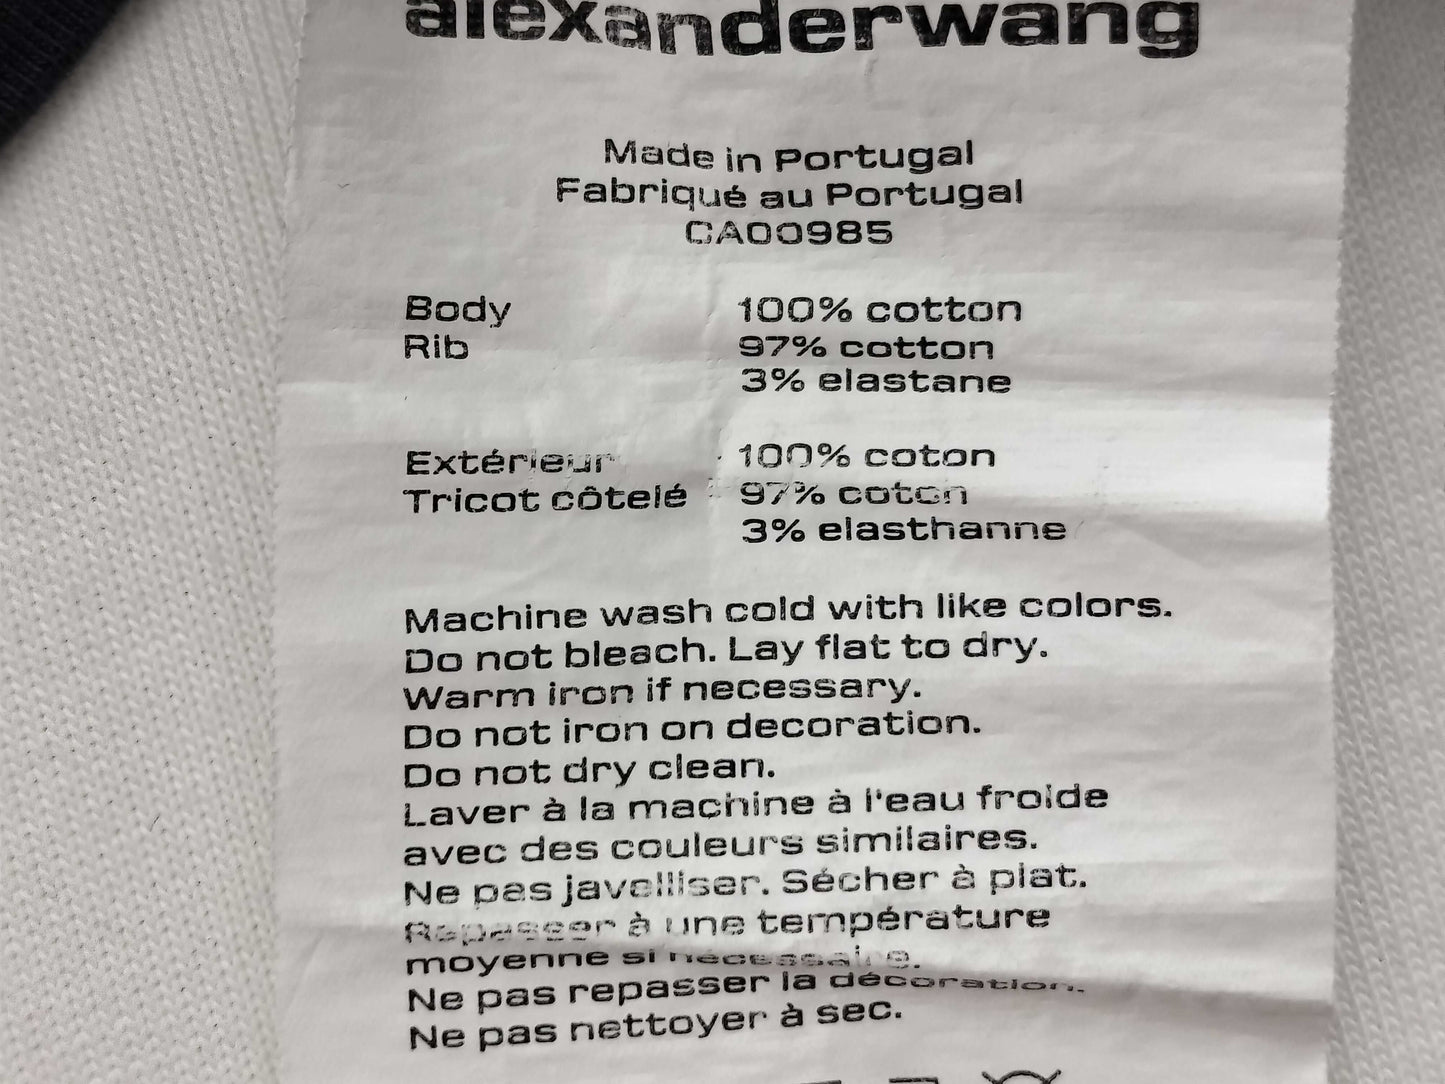 alexanderwang
Made in Portugal
Fabriqué au Portugal
CA00985
Body 100% cotton
Rib 97% cotton
3% elastane
Extérieur 100% coton
Tricot côtelé 97% coton
3% elasthanne
Machine wash cold with like colors.
Do not bleach. Lay flat to dry.
Warm iron if necessary.
Do not iron on decoration.
Do not dry clean.
Laver à la machine à l'eau froide
avec des couleurs similaires.
Ne pas javelliser. Sécher à plat.
Repasser à une température
moyenne si nécessaire.
Ne pas repasser la décoration.
Ne pas nettoyer à sec.